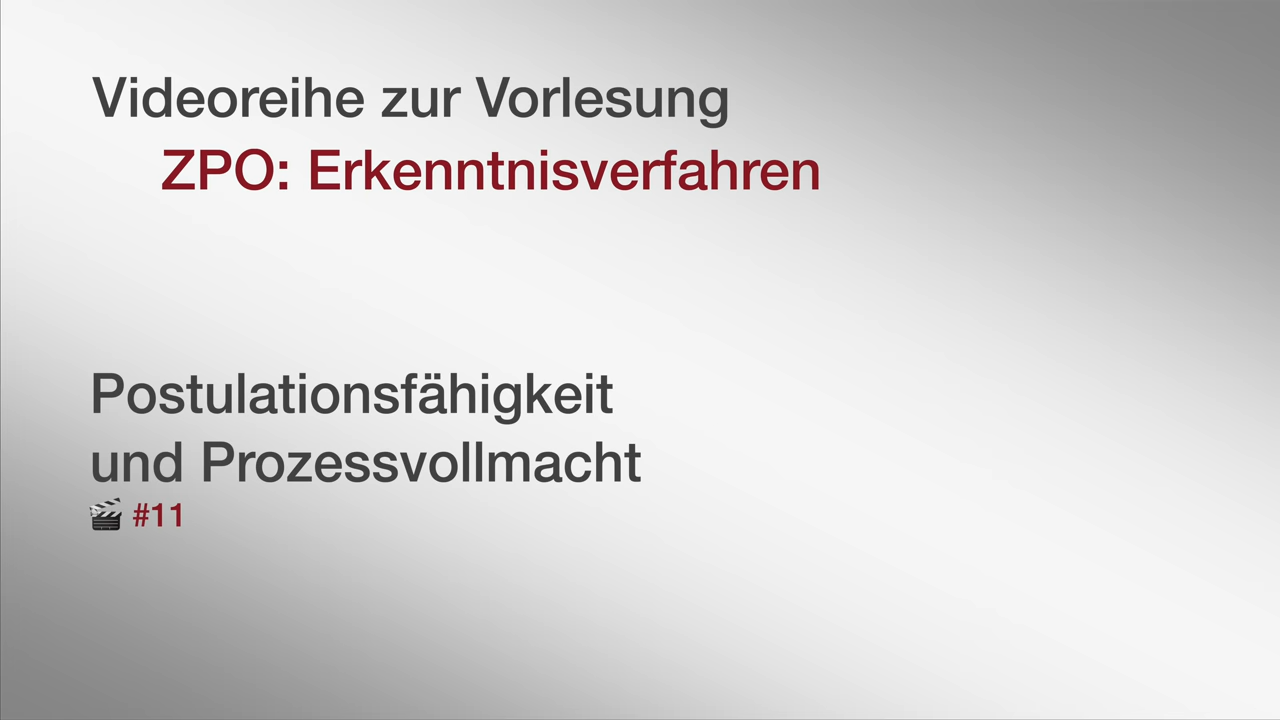 Videoreihe zur Vorlesung
ZPO: Erkenntnisverfahren
Postulationsfähigkeit
und Prozessvollmacht
🎬 #11